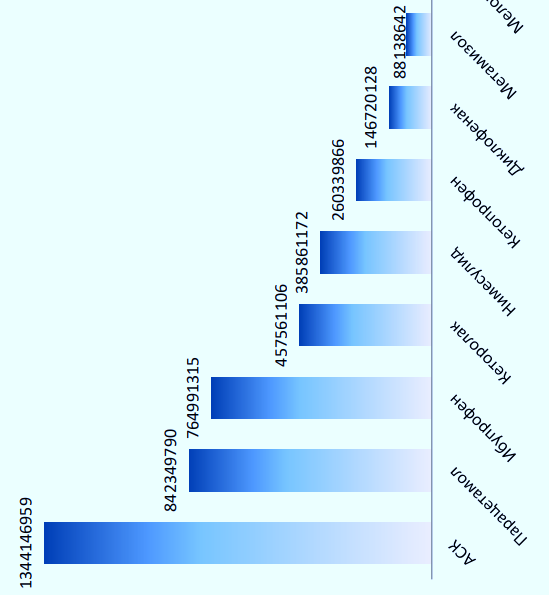 1344146959
842349790
764991315
457561106
385861172
260339866
146720128
88138642
АСК
Парацетамол
Ибупрофен
Кеторолак
Нимесулид
Кетопрофен
Диклофенак
Метамизол